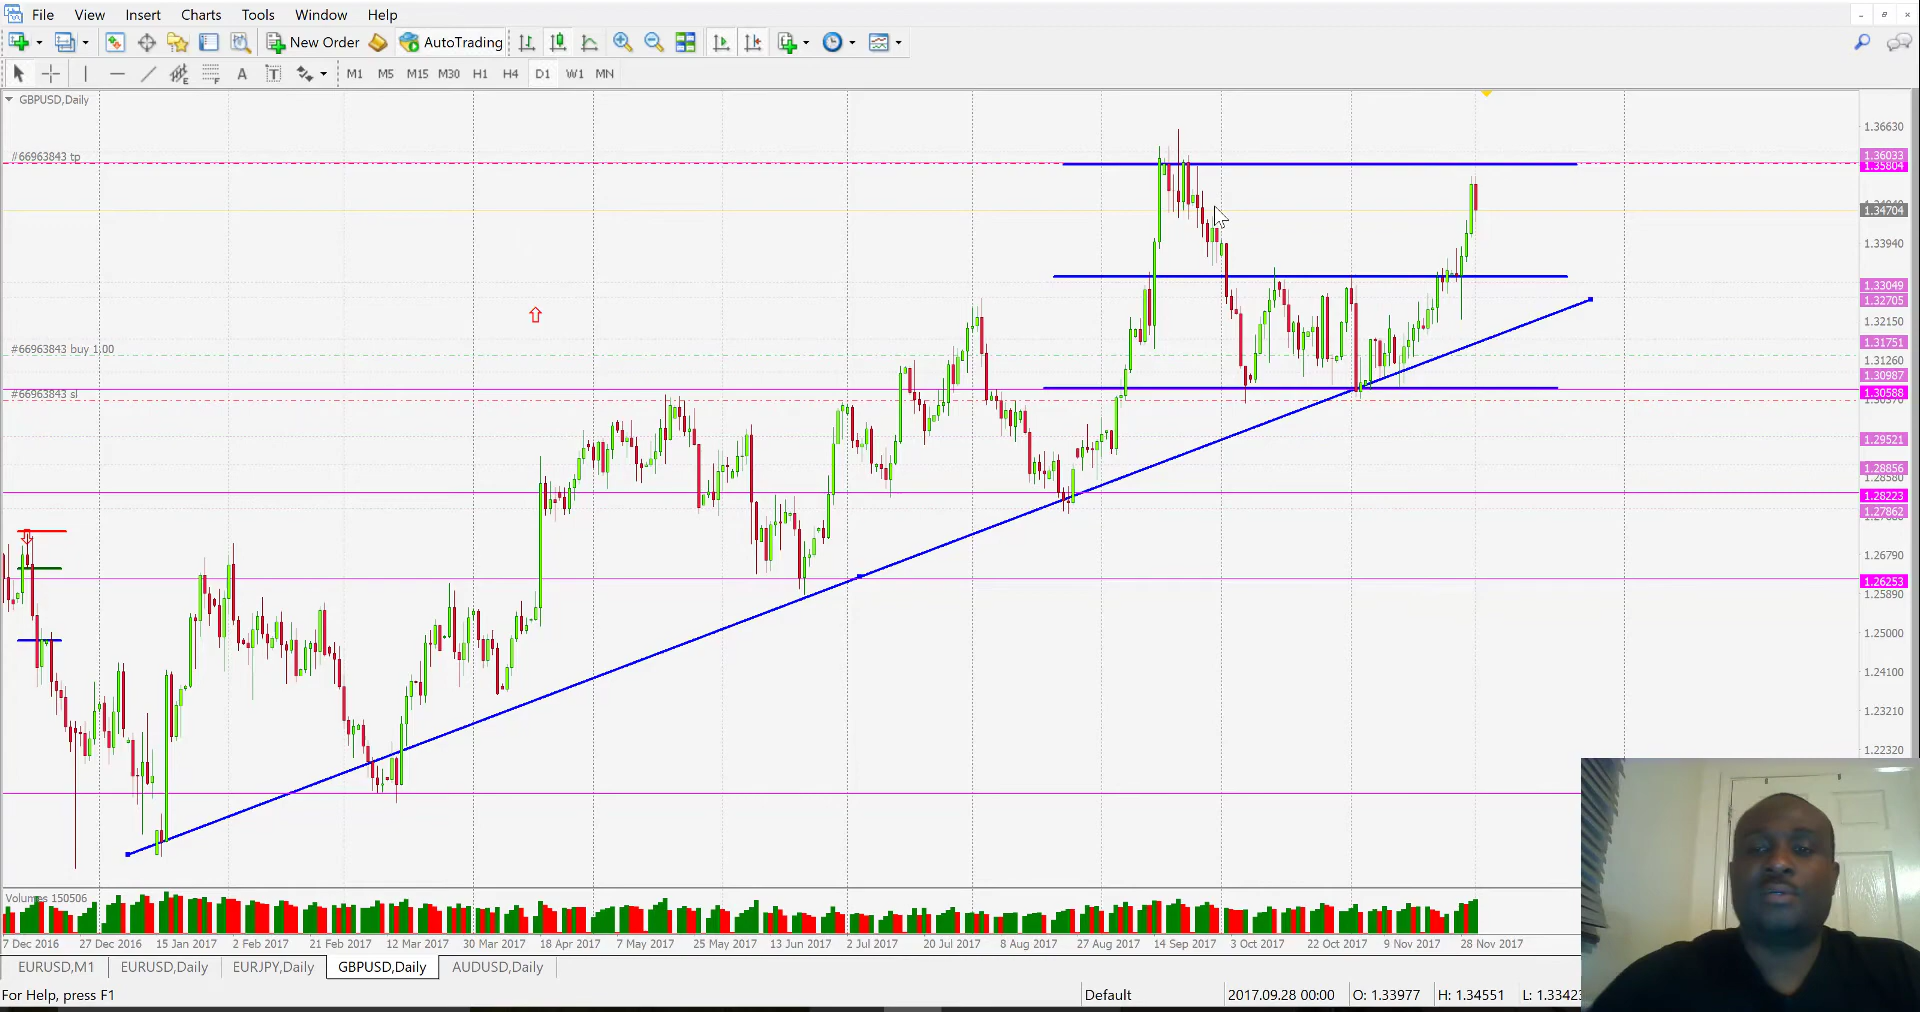 File View Insert Charts Tools Window Help
New Order AutoTrading
A T M1 M5 M15 M30 H1 H4 D1 W1 MN
GBPUSD,Daily
1.36630
#66963843 tp
1.36033
1.35804
1.34704
1.33940
1.33049
1.32705
1.32150
1.31751
#66963843 buy 1.00
1.31260
1.30987
#66963843 sl
1.30588
1.29521
1.28856
1.28580
1.28223
1.27862
1.26790
1.26253
1.25890
1.25000
1.24100
1.23210
1.22320
Volumes 150506
7 Dec 2016 27 Dec 2016 15 Jan 2017 2 Feb 2017 21 Feb 2017 12 Mar 2017 30 Mar 2017 18 Apr 2017 7 May 2017 25 May 2017 13 Jun 2017 2 Jul 2017 20 Jul 2017 8 Aug 2017 27 Aug 2017 14 Sep 2017 3 Oct 2017 22 Oct 2017 9 Nov 2017 28 Nov 2017
EURUSD,M1 EURUSD,Daily EURJPY,Daily GBPUSD,Daily AUDUSD,Daily
For Help, press F1 Default 2017.09.28 00:00 O: 1.33977 H: 1.34551 L: 1.3342